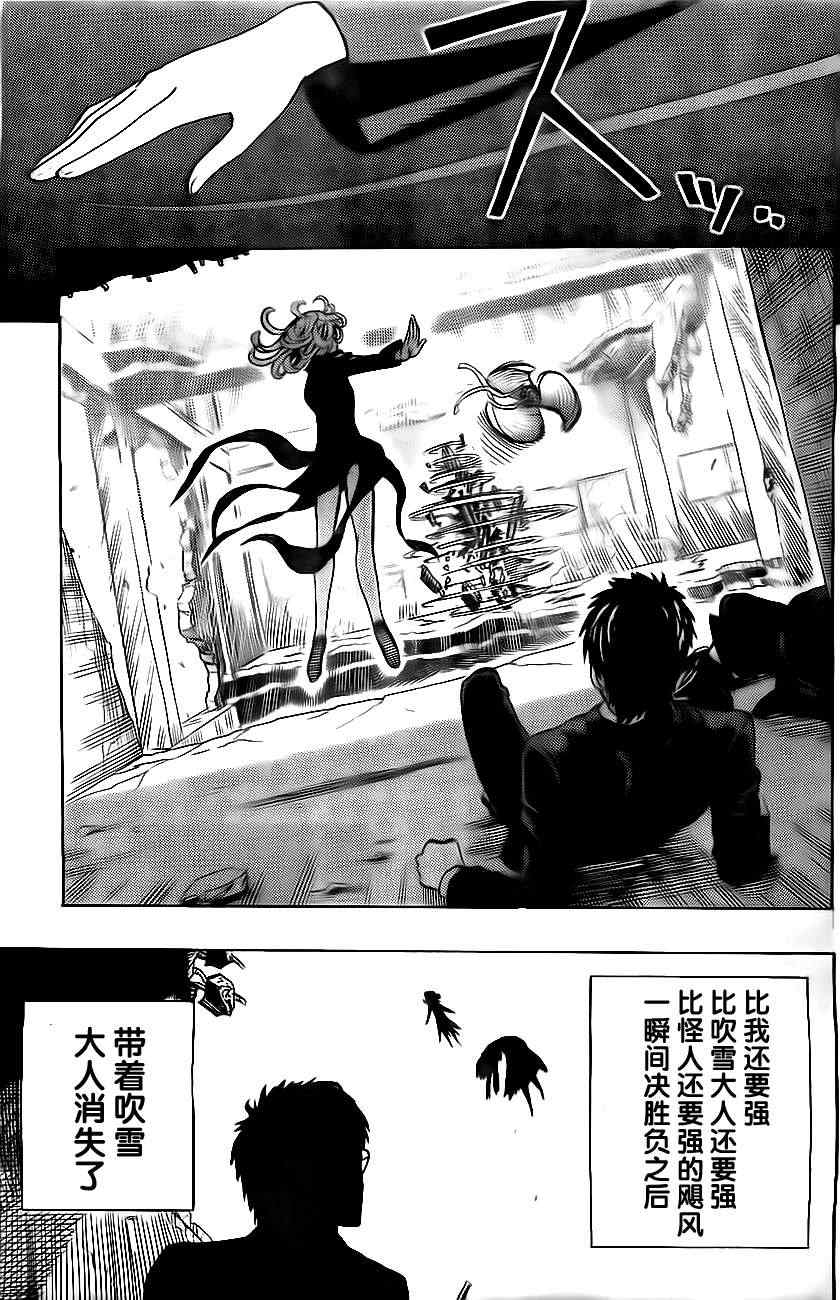 スッ…
比我还要强
比吹雪大人还要强
比怪人还要强的飓风
一瞬间决胜负之后
带着吹雪
大人消失了